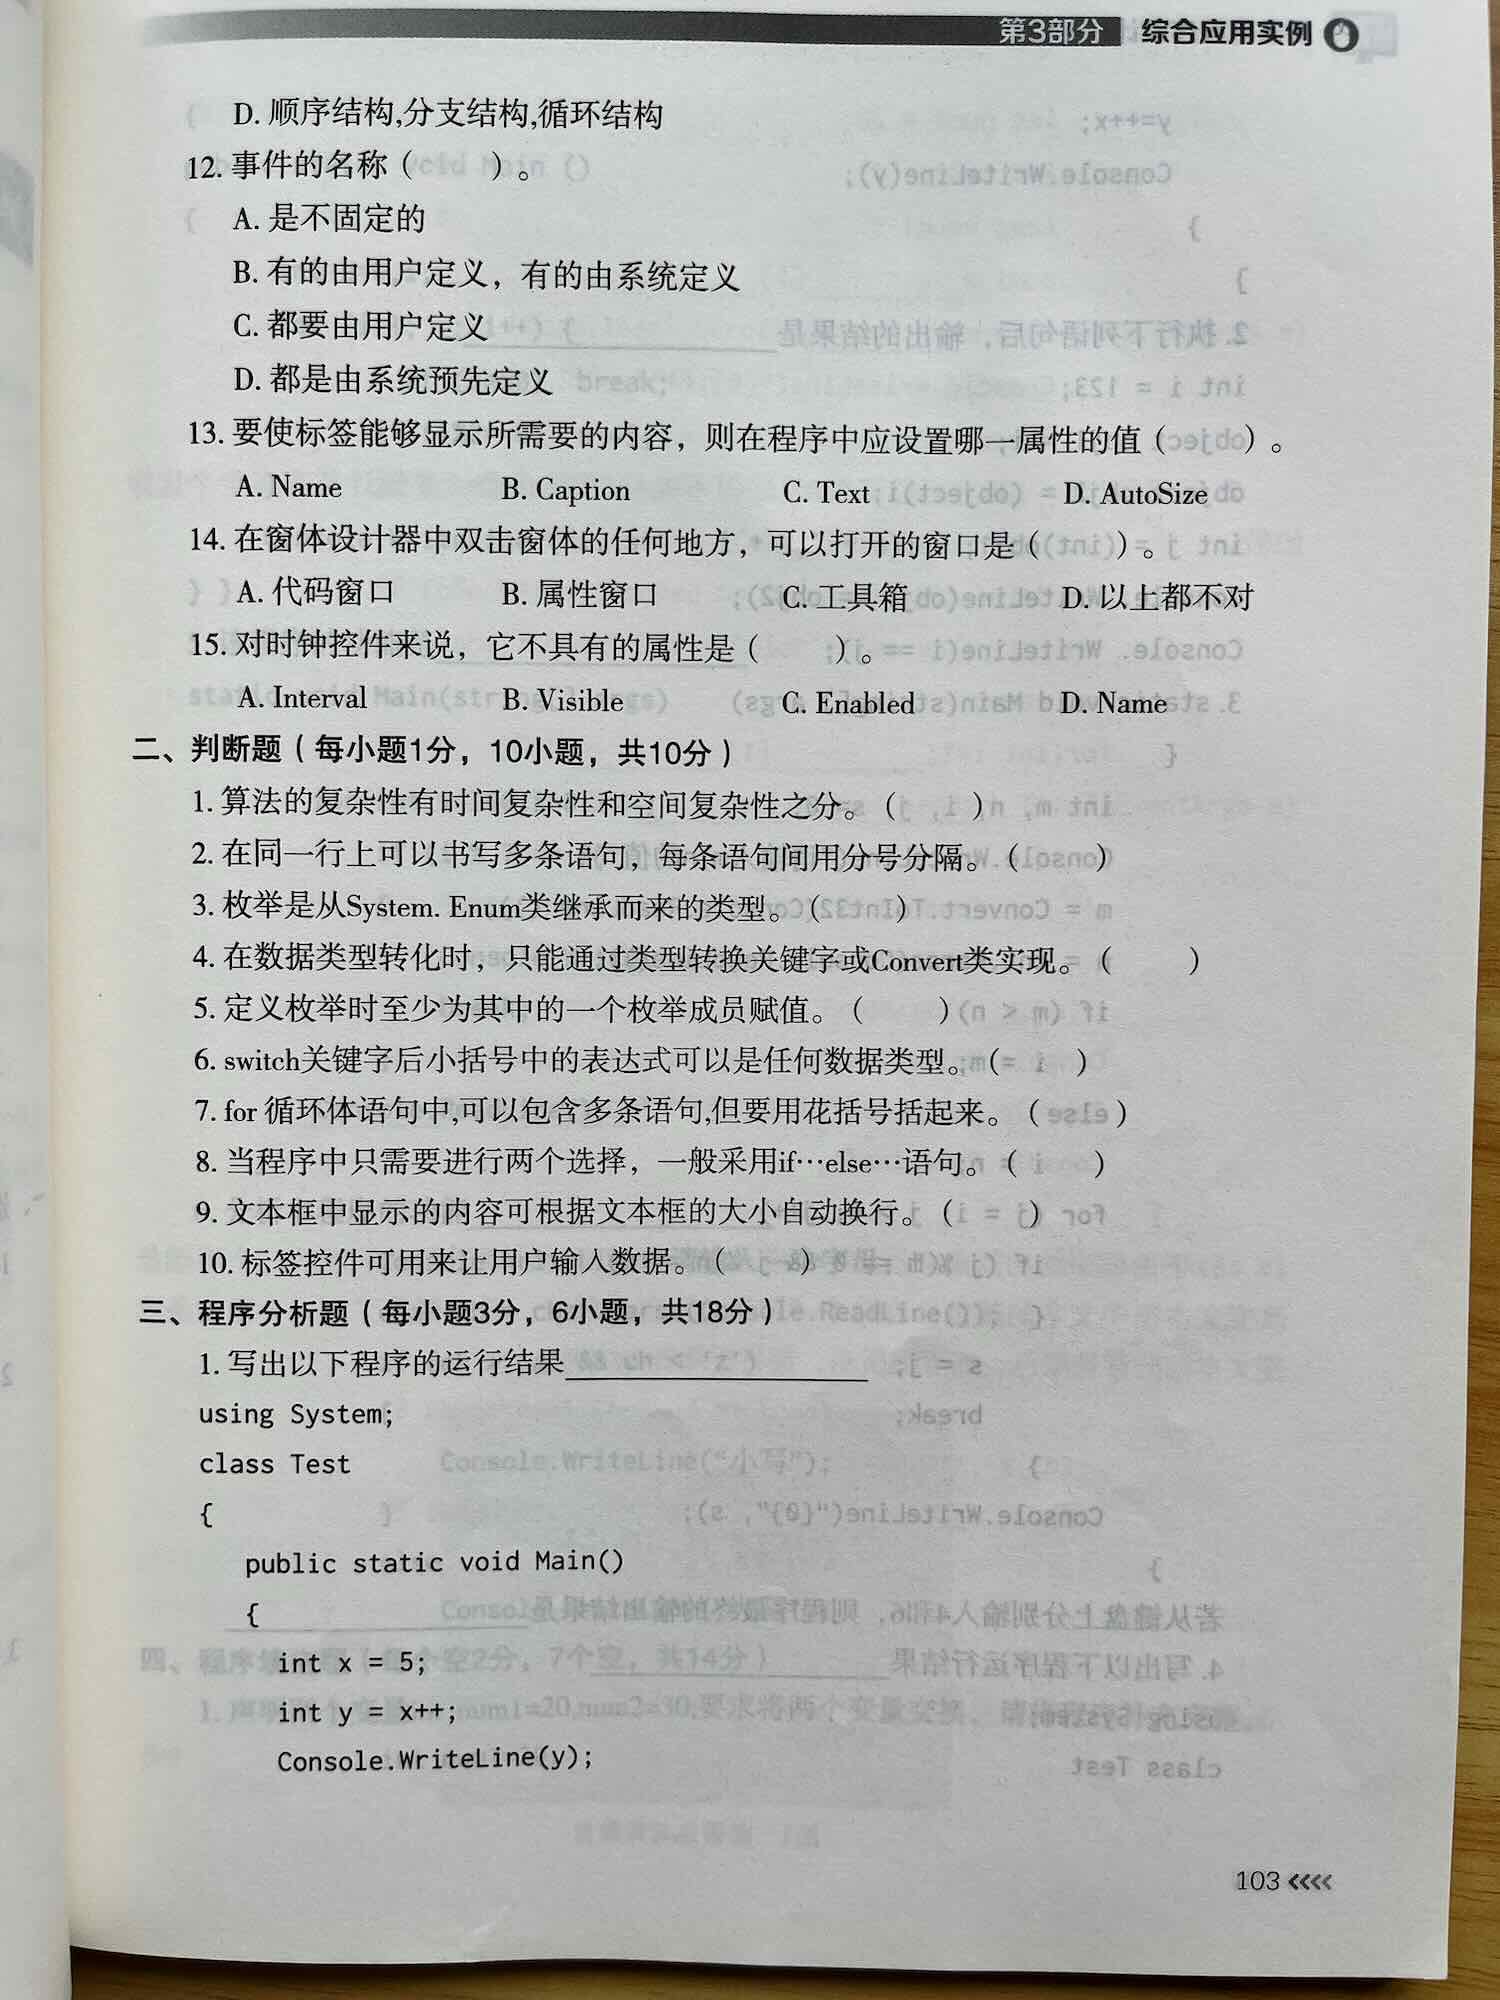 第3部分 综合应用实例
D. 顺序结构,分支结构,循环结构
12. 事件的名称（ ）。
A. 是不固定的
B. 有的由用户定义，有的由系统定义
C. 都要由用户定义
D. 都是由系统预先定义
13. 要使标签能够显示所需要的内容，则在程序中应设置哪一属性的值（ ）。
A. Name B. Caption C. Text D. AutoSize
14. 在窗体设计器中双击窗体的任何地方，可以打开的窗口是（ ）。
A. 代码窗口 B. 属性窗口 C. 工具箱 D. 以上都不对
15. 对时钟控件来说，它不具有的属性是（ ）。
A. Interval B. Visible C. Enabled D. Name
二、判断题（每小题1分，10小题，共10分）
1. 算法的复杂性有时间复杂性和空间复杂性之分。（ ）
2. 在同一行上可以书写多条语句，每条语句间用分号分隔。（ ）
3. 枚举是从System. Enum类继承而来的类型。（ ）
4. 在数据类型转化时，只能通过类型转换关键字或Convert类实现。（ ）
5. 定义枚举时至少为其中的一个枚举成员赋值。（ ）
6. switch关键字后小括号中的表达式可以是任何数据类型。（ ）
7. for 循环体语句中,可以包含多条语句,但要用花括号括起来。（ ）
8. 当程序中只需要进行两个选择，一般采用if…else…语句。（ ）
9. 文本框中显示的内容可根据文本框的大小自动换行。（ ）
10. 标签控件可用来让用户输入数据。（ ）
三、程序分析题（每小题3分，6小题，共18分）
1. 写出以下程序的运行结果____________
using System;
class Test
{
public static void Main()
{
int x = 5;
int y = x++;
Console.WriteLine(y);
103